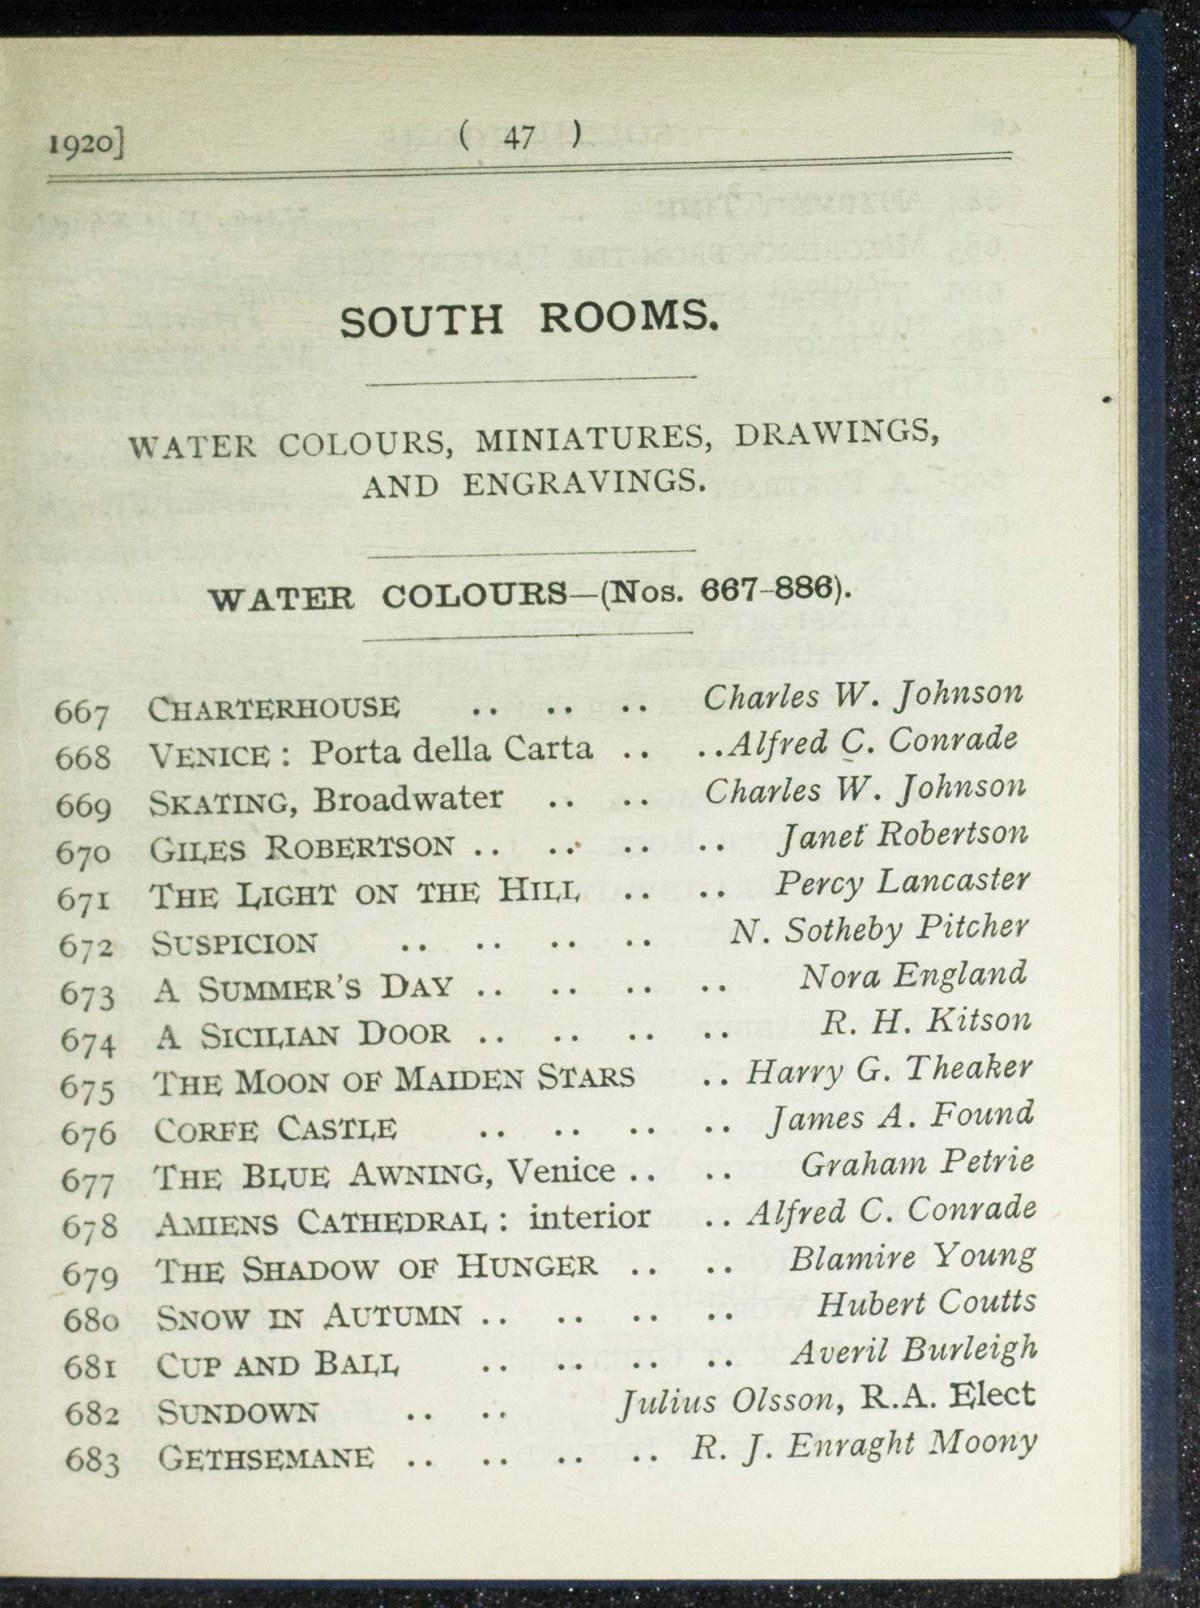 1920] ( 47 )
SOUTH ROOMS.
WATER COLOURS, MINIATURES, DRAWINGS,
AND ENGRAVINGS.
WATER COLOURS—(Nos. 667-886).
667 CHARTERHOUSE .. .. .. Charles W. Johnson
668 VENICE : Porta della Carta .. ..Alfred C. Conrade
669 SKATING, Broadwater .. .. Charles W. Johnson
670 GILES ROBERTSON .. .. .. .. Janet Robertson
671 THE LIGHT ON THE HILL .. .. Percy Lancaster
672 SUSPICION .. .. .. .. N. Sotheby Pitcher
673 A SUMMER'S DAY .. .. .. .. Nora England
674 A SICILIAN DOOR .. .. .. .. R. H. Kitson
675 THE MOON OF MAIDEN STARS .. Harry G. Theaker
676 CORFE CASTLE .. .. .. .. James A. Found
677 THE BLUE AWNING, Venice .. .. Graham Petrie
678 AMIENS CATHEDRAL : interior .. Alfred C. Conrade
679 THE SHADOW OF HUNGER .. .. Blamire Young
680 SNOW IN AUTUMN .. .. .. .. Hubert Coutts
681 CUP AND BALL .. .. .. .. Averil Burleigh
682 SUNDOWN .. .. Julius Olsson, R.A. Elect
683 GETHSEMANE .. .. .. .. R. J. Enraght Moony